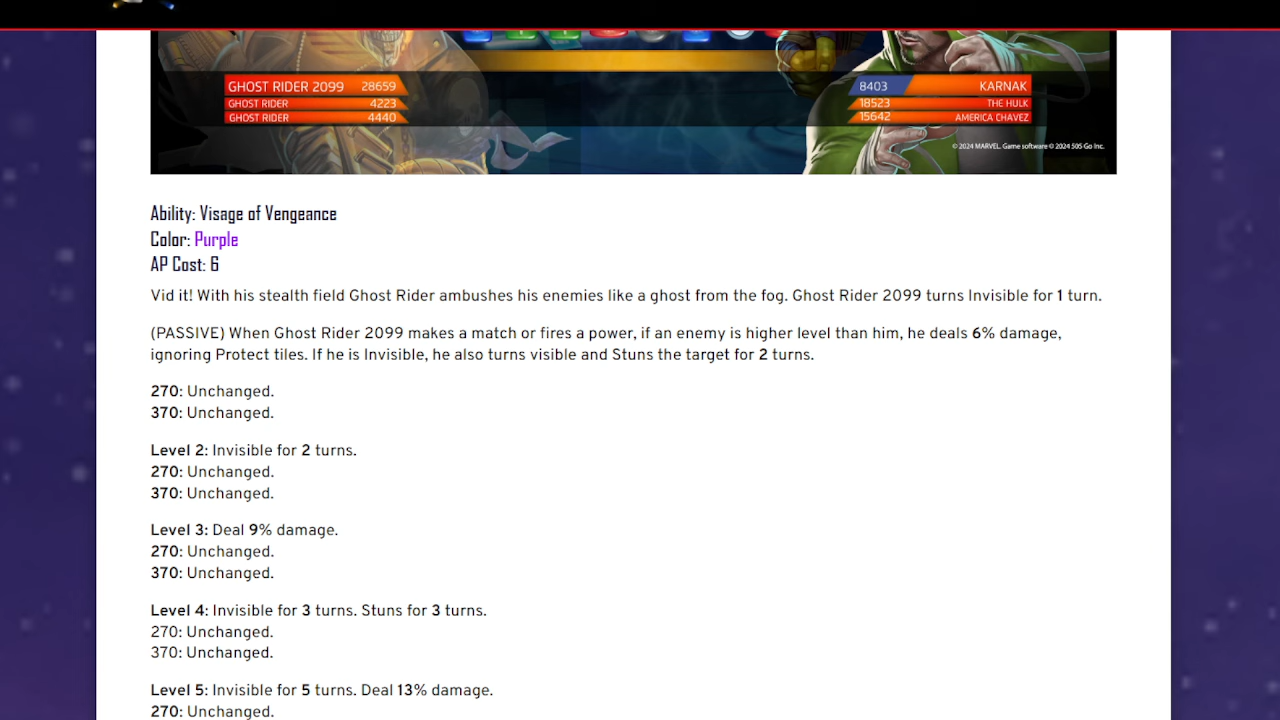 GHOST RIDER 2099 28659
GHOST RIDER 4223
GHOST RIDER 4440
8403 KARNAK
18523 THE HULK
15642 AMERICA CHAVEZ
© 2024 MARVEL. Game software © 2024 505 Go Inc.
Ability: Visage of Vengeance
Color: Purple
AP Cost: 6
Vid it! With his stealth field Ghost Rider ambushes his enemies like a ghost from the fog. Ghost Rider 2099 turns Invisible for 1 turn.
(PASSIVE) When Ghost Rider 2099 makes a match or fires a power, if an enemy is higher level than him, he deals 6% damage,
ignoring Protect tiles. If he is Invisible, he also turns visible and Stuns the target for 2 turns.
270: Unchanged.
370: Unchanged.
Level 2: Invisible for 2 turns.
270: Unchanged.
370: Unchanged.
Level 3: Deal 9% damage.
270: Unchanged.
370: Unchanged.
Level 4: Invisible for 3 turns. Stuns for 3 turns.
270: Unchanged.
370: Unchanged.
Level 5: Invisible for 5 turns. Deal 13% damage.
270: Unchanged.